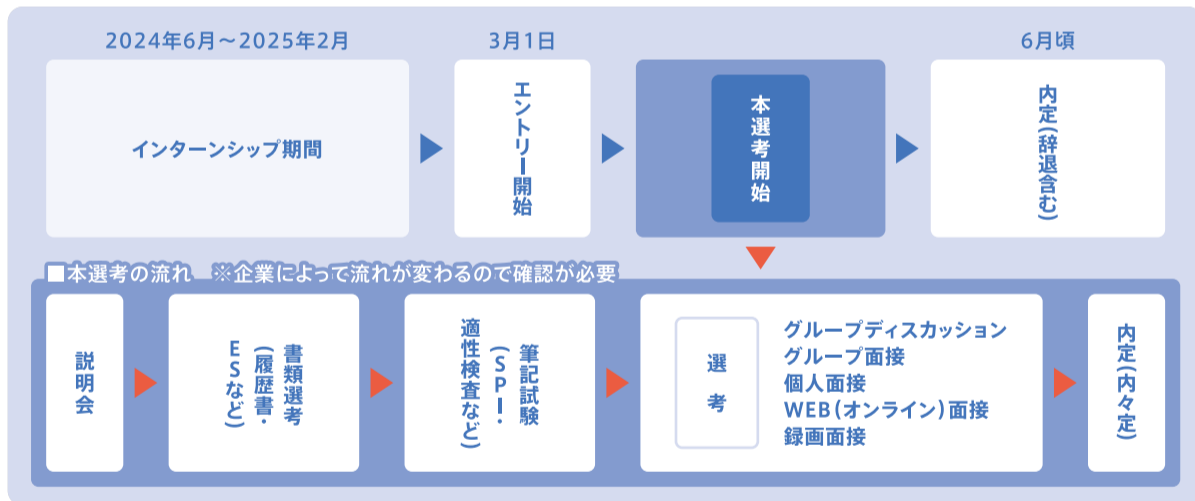 2024年6月〜2025年2月
インターンシップ期間
3月1日
エントリー開始
本選考開始
6月頃
内定(辞退含む)
■本選考の流れ　※企業によって流れが変わるので確認が必要
説明会
書類選考
(履歴書・
ESなど)
筆記試験
(SPI・
適性検査など)
選考
グループディスカッション
グループ面接
個人面接
WEB(オンライン)面接
録画面接
内定(内々定)